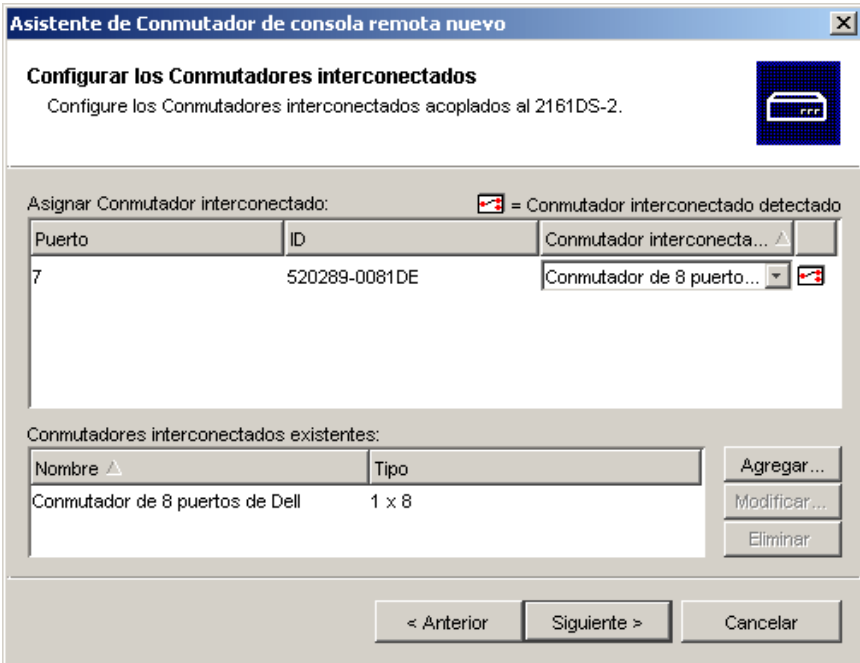 Asistente de Conmutador de consola remota nuevo
Configurar los Conmutadores interconectados
Configure los Conmutadores interconectados acoplados al 2161DS-2.
Asignar Conmutador interconectado: = Conmutador interconectado detectado
Puerto ID Conmutador interconecta...
7 520289-0081DE Conmutador de 8 puerto...
Conmutadores interconectados existentes:
Nombre Tipo
Conmutador de 8 puertos de Dell 1 x 8
Agregar...
Modificar...
Eliminar
< Anterior Siguiente > Cancelar